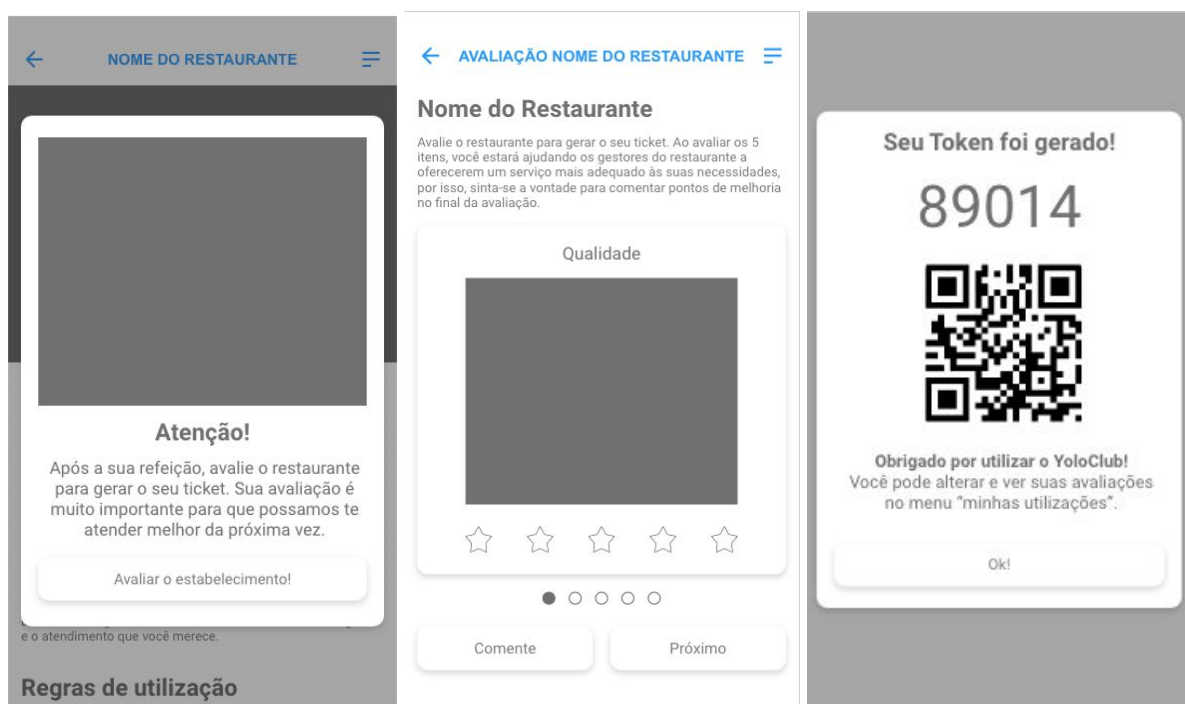 NOME DO RESTAURANTE
Atenção!
Após a sua refeição, avalie o restaurante
para gerar o seu ticket. Sua avaliação é
muito importante para que possamos te
atender melhor da próxima vez.
Avaliar o estabelecimento!
e o atendimento que você merece.
Regras de utilização
AVALIAÇÃO NOME DO RESTAURANTE
Nome do Restaurante
Avalie o restaurante para gerar o seu ticket. Ao avaliar os 5
itens, você estará ajudando os gestores do restaurante a
oferecerem um serviço mais adequado às suas necessidades,
por isso, sinta-se a vontade para comentar pontos de melhoria
no final da avaliação.
Qualidade
Comente
Próximo
Seu Token foi gerado!
89014
Obrigado por utilizar o YoloClub!
Você pode alterar e ver suas avaliações
no menu "minhas utilizações".
Ok!